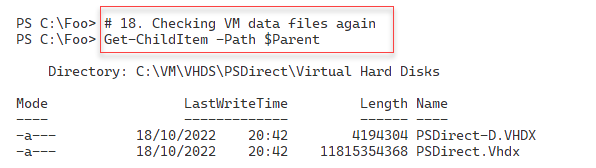 PS C:\Foo> # 18. Checking VM data files again
PS C:\Foo> Get-ChildItem -Path $Parent
Directory: C:\VM\VHDS\PSDirect\Virtual Hard Disks
Mode LastWriteTime Length Name
---- ------------- ------ ----
-a--- 18/10/2022 20:42 4194304 PSDirect-D.VHDX
-a--- 18/10/2022 20:42 11815354368 PSDirect.Vhdx